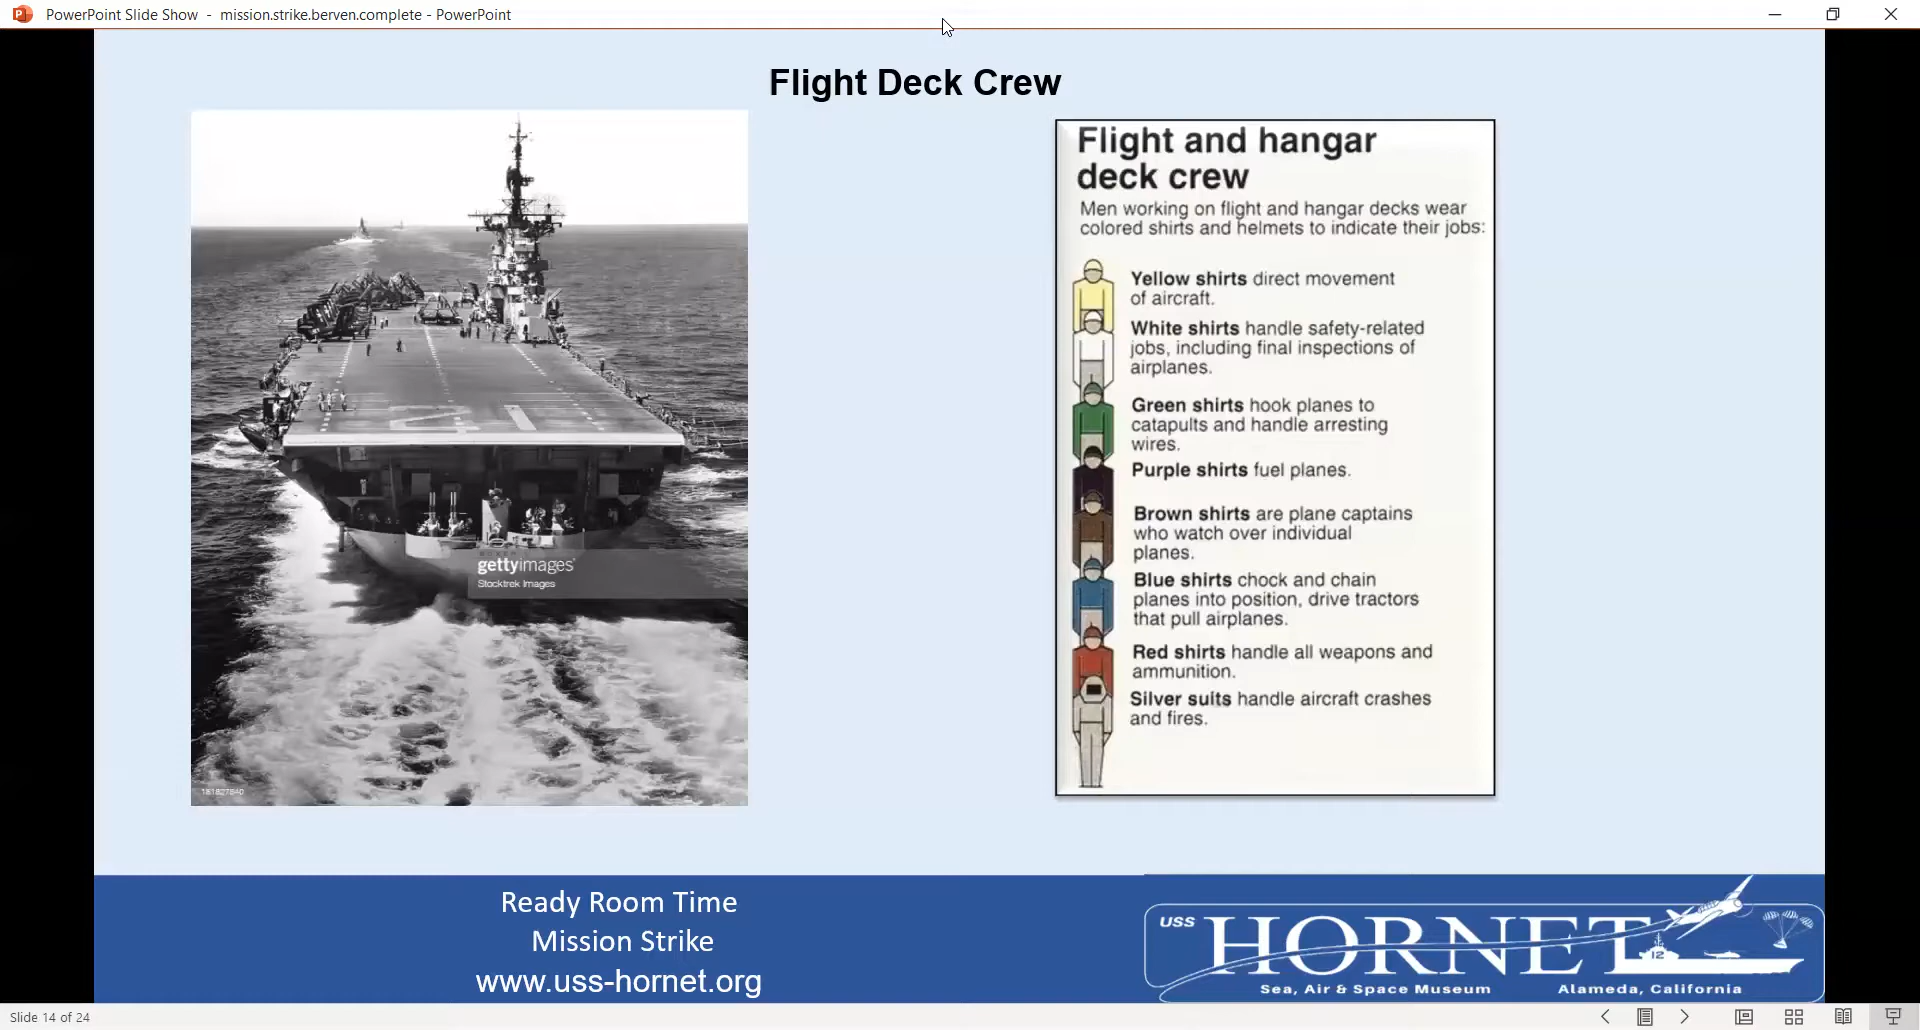 PowerPoint Slide Show - mission.strike.berven.complete - PowerPoint
Flight Deck Crew
gettyimages®
Stocktrek Images
181827840
Flight and hangar
deck crew
Men working on flight and hangar decks wear
colored shirts and helmets to indicate their jobs:
Yellow shirts direct movement
of aircraft.
White shirts handle safety-related
jobs, including final inspections of
airplanes.
Green shirts hook planes to
catapults and handle arresting
wires.
Purple shirts fuel planes.
Brown shirts are plane captains
who watch over individual
planes.
Blue shirts chock and chain
planes into position, drive tractors
that pull airplanes.
Red shirts handle all weapons and
ammunition.
Silver suits handle aircraft crashes
and fires.
Ready Room Time
Mission Strike
www.uss-hornet.org
USS HORNET
12
Sea, Air & Space Museum Alameda, California
Slide 14 of 24